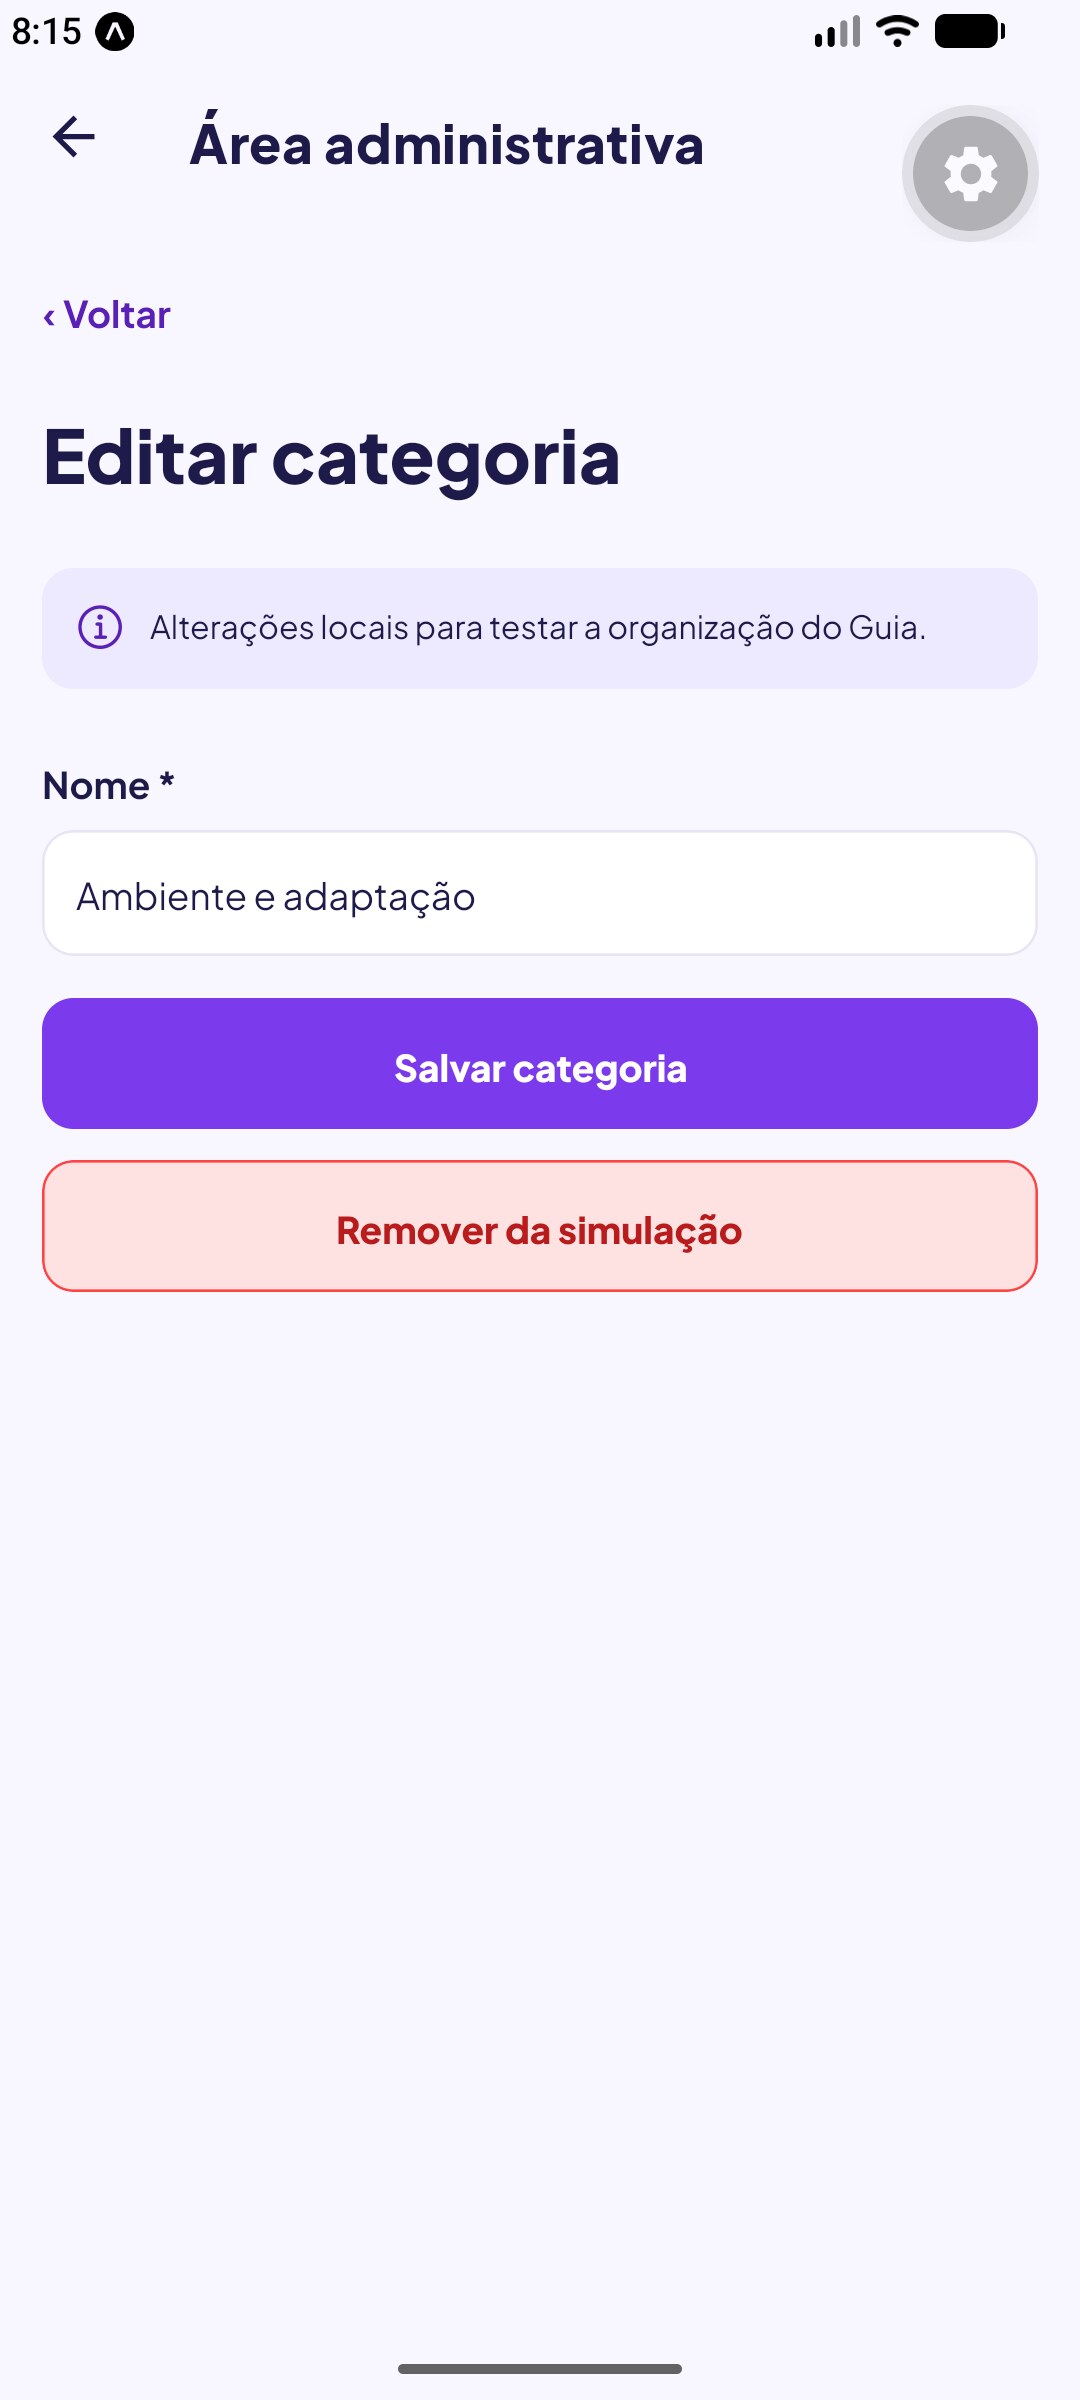 8:15
Área administrativa
‹ Voltar
Editar categoria
Alterações locais para testar a organização do Guia.
Nome *
Ambiente e adaptação
Salvar categoria
Remover da simulação